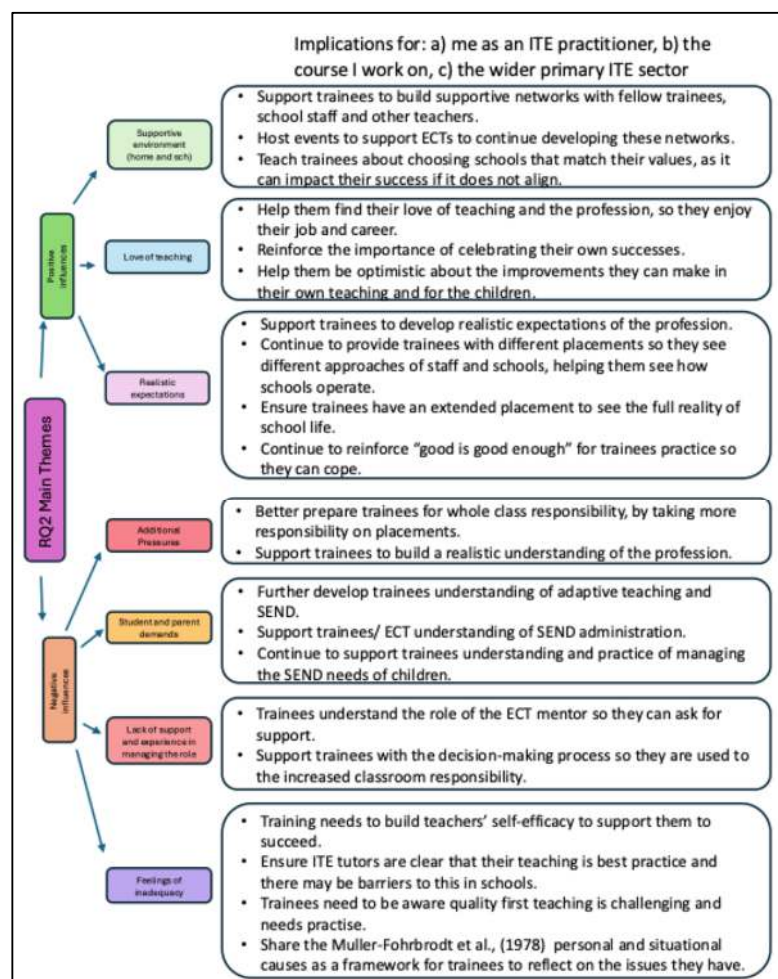 Implications for: a) me as an ITE practitioner, b) the
course I work on, c) the wider primary ITE sector
RQ2 Main Themes
Positive
influences
Supportive
environment
(home and sch)
• Support trainees to build supportive networks with fellow trainees,
school staff and other teachers.
• Host events to support ECTs to continue developing these networks.
• Teach trainees about choosing schools that match their values, as it
can impact their success if it does not align.
Love of teaching
• Help them find their love of teaching and the profession, so they enjoy
their job and career.
• Reinforce the importance of celebrating their own successes.
• Help them be optimistic about the improvements they can make in
their own teaching and for the children.
Realistic
expectations
• Support trainees to develop realistic expectations of the profession.
• Continue to provide trainees with different placements so they see
different approaches of staff and schools, helping them see how
schools operate.
• Ensure trainees have an extended placement to see the full reality of
school life.
• Continue to reinforce “good is good enough” for trainees practice so
they can cope.
Negative
influences
Additional
Pressures
• Better prepare trainees for whole class responsibility, by taking more
responsibility on placements.
• Support trainees to build a realistic understanding of the profession.
Student and parent
demands
• Further develop trainees understanding of adaptive teaching and
SEND.
• Support trainees/ ECT understanding of SEND administration.
• Continue to support trainees understanding and practice of managing
the SEND needs of children.
Lack of support
and experience in
managing the role
• Trainees understand the role of the ECT mentor so they can ask for
support.
• Support trainees with the decision-making process so they are used to
the increased classroom responsibility.
Feelings of
inadequacy
• Training needs to build teachers’ self-efficacy to support them to
succeed.
• Ensure ITE tutors are clear that their teaching is best practice and
there may be barriers to this in schools.
• Trainees need to be aware quality first teaching is challenging and
needs practise.
• Share the Muller-Fohrbrodt et al., (1978) personal and situational
causes as a framework for trainees to reflect on the issues they have.